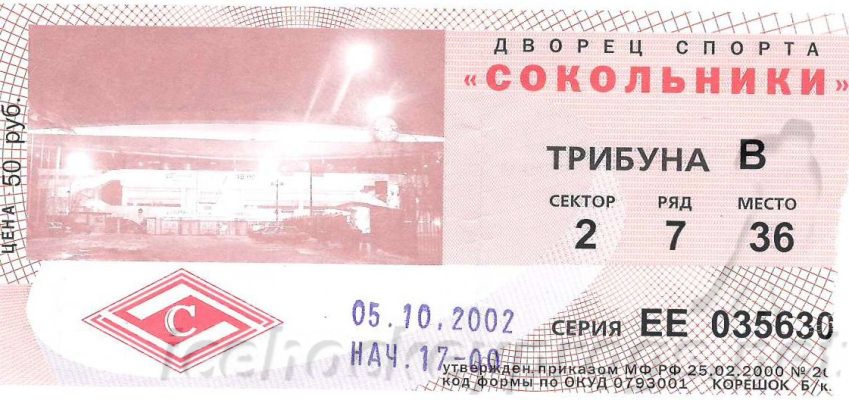 ДВОРЕЦ СПОРТА
«СОКОЛЬНИКИ»
ЦЕНА 50 руб.
ТРИБУНА В
СЕКТОР РЯД МЕСТО
2 7 36
С
05.10.2002
НАЧ.17-00
СЕРИЯ ЕЕ 035630
утвержден приказом МФ РФ 25.02.2000 №
код формы по ОКУД 0793001 КОРЕШОК Б/к